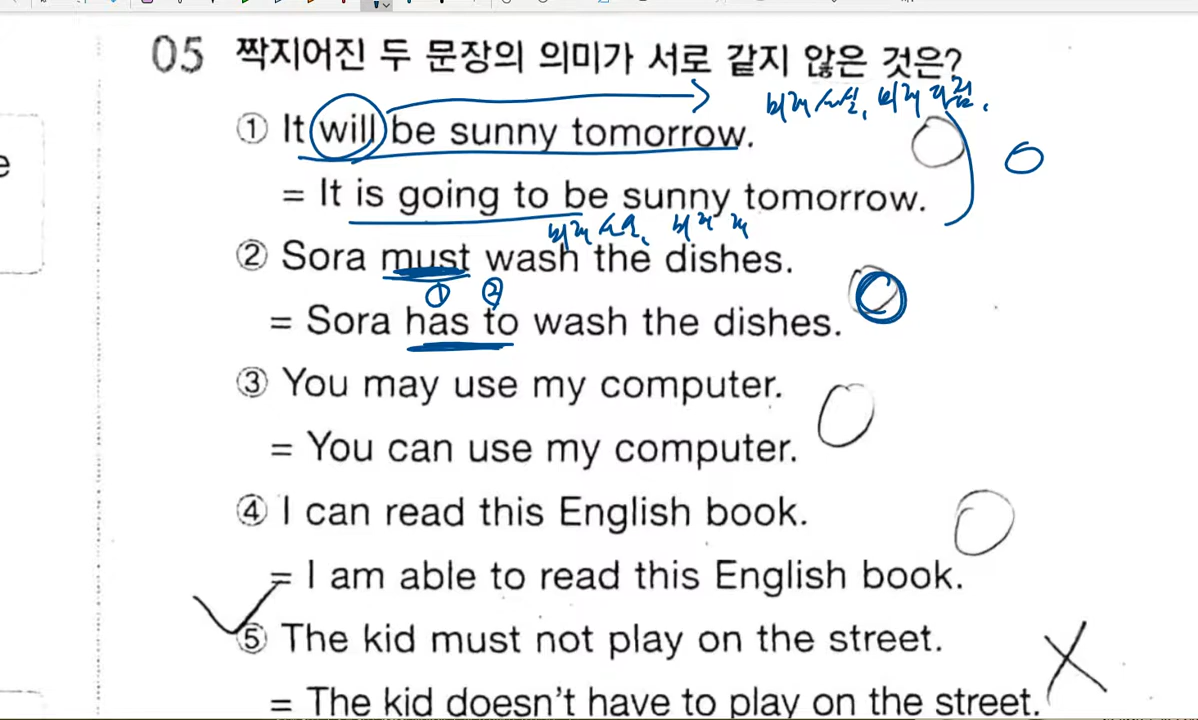 05 짝지어진 두 문장의 의미가 서로 같지 않은 것은?
① It will be sunny tomorrow.
= It is going to be sunny tomorrow.
② Sora must wash the dishes.
① ②
= Sora has to wash the dishes.
③ You may use my computer.
= You can use my computer.
④ I can read this English book.
= I am able to read this English book.
⑤ The kid must not play on the street.
= The kid doesn't have to play on the street.
e